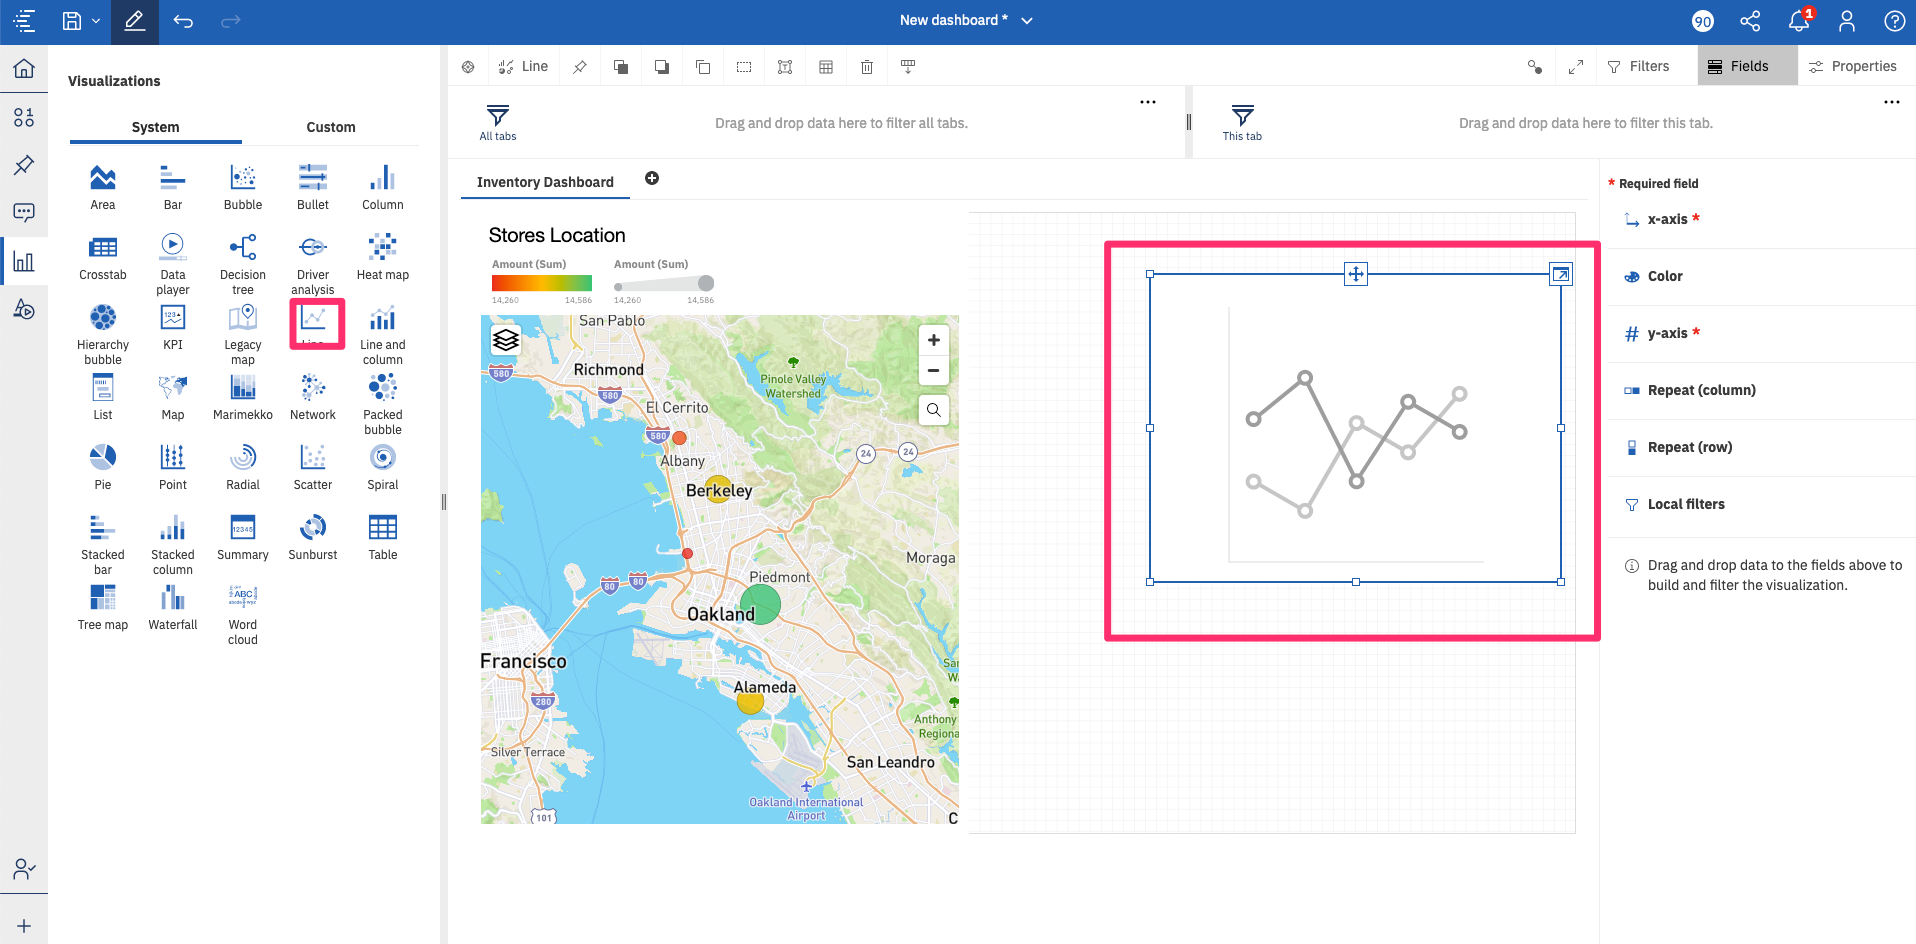 New dashboard *
90
1
Visualizations
System
Custom
Area
Bar
Bubble
Bullet
Column
Crosstab
Data
player
Decision
tree
Driver
analysis
Heat map
Hierarchy
bubble
KPI
Legacy
map
Line
Line and
column
List
Map
Marimekko
Network
Packed
bubble
Pie
Point
Radial
Scatter
Spiral
Stacked
bar
Stacked
column
Summary
Sunburst
Table
Tree map
Waterfall
Word
cloud
123
12345
ABC
Line
Filters
Fields
Properties
All tabs
Drag and drop data here to filter all tabs.
This tab
Drag and drop data here to filter this tab.
Inventory Dashboard
Stores Location
Amount (Sum)
14,260
14,586
Amount (Sum)
14,260
14,586
San Pablo
Richmond
580
580
El Cerrito
Pinole Valley
Watershed
580
24
24
Albany
Berkeley
Moraga
80
80
Piedmont
Oakland
Francisco
Alameda
280
Anthony
Regiona
Silver Terrace
San Leandro
Oakland International
Airport
101
* Required field
x-axis *
Color
y-axis *
Repeat (column)
Repeat (row)
Local filters
Drag and drop data to the fields above to
build and filter the visualization.